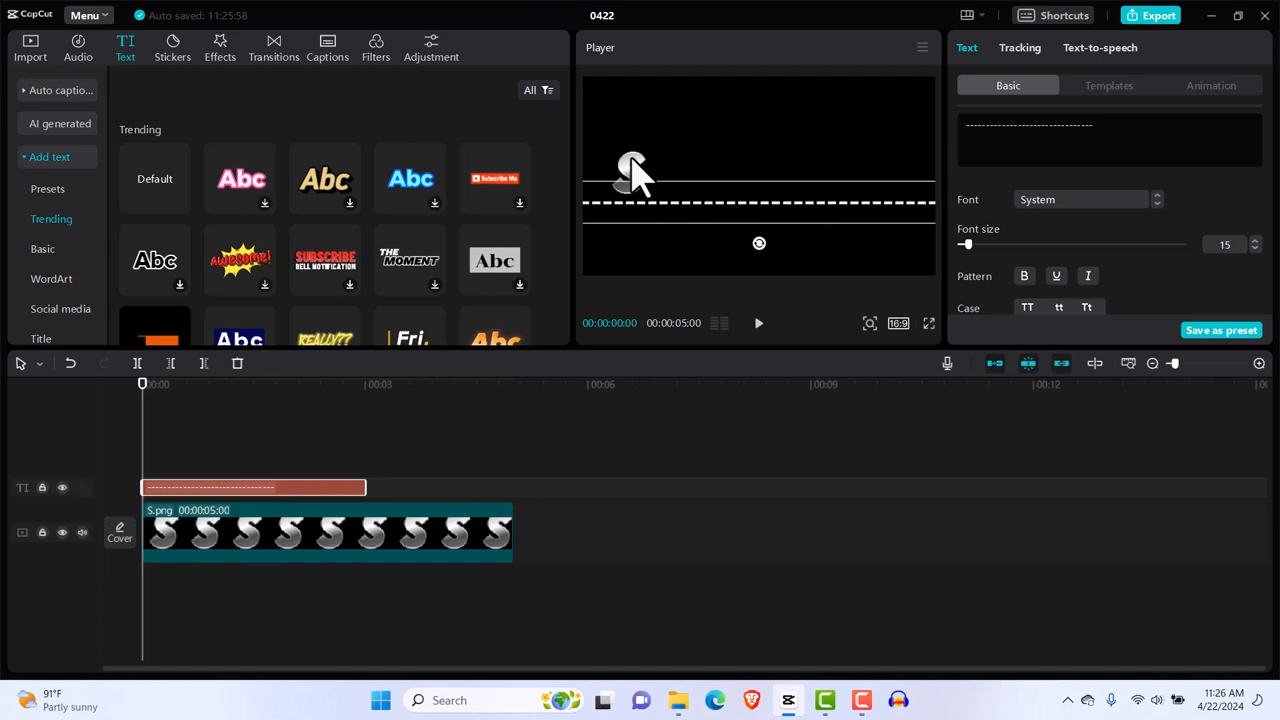 CapCut
Menu
Auto saved: 11:25:58
0422
Shortcuts
Export
Import
Audio
Text
Stickers
Effects
Transitions
Captions
Filters
Adjustment
Player
Text
Tracking
Text-to-speech
Auto captio...
All
Basic
Templates
Animation
AI generated
Trending
--------------------------------
Add text
Default
Abc
Abc
Abc
Subscribe Me
S
Presets
Font
System
Trending
Font size
15
Basic
Abc
AWESOME!
SUBSCRIBE
BELL NOTIFICATION
THE
MOMENT
Abc
Pattern
B
U
I
WordArt
Social media
Case
TT
tt
Tt
Title
ABC
REALLY??
Fri.
00:00:00:00
00:00:05:00
16:9
Save as preset
00:00
00:03
00:06
00:09
00:12
TI
--------------------------------
S.png 00:00:05:00
S S S S S S S S S
Cover
91°F
Partly sunny
Search
11:26 AM
4/22/2024